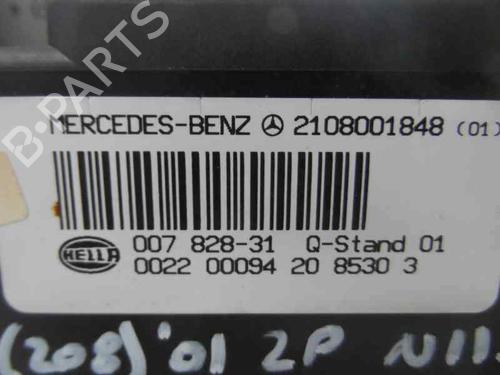 MERCEDES-BENZ 2108001848 (01)
007 828-31 Q-Stand 01
HELLA
0022 00094 20 8530 3
(208) '01 2P N11.
B-PARTS